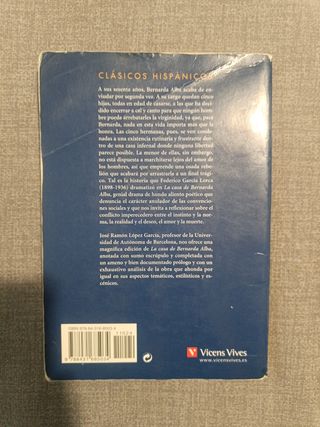 CLÁSICOS HISPÁNICOS
A sus sesenta años, Bernarda Alba acaba de en-
viudar por segunda vez. A su cargo quedan cinco
hijas, todas en edad de casarse, a las que ha deci-
dido encerrar a cal y canto para que ningún hom-
bre pueda arrebatarles la virginidad, ya que, para
Bernarda, nada en esta vida importa más que la
honra. Las cinco hermanas, pues, se ven condena-
das a una existencia rutinaria y frustrante den-
tro de una casa infernal donde ninguna libertad
parece posible. La menor de ellas, sin embargo,
no está dispuesta a marchitarse lejos del amor de
los hombres, así que emprende una osada rebe-
lión que acabará por arrastrarla a un final trági-
co. Tal es la historia que Federico García Lorca
(1898-1936) dramatizó en La casa de Bernarda
Alba, genial drama de hondo aliento poético que
denuncia el carácter anulador de las convencio-
nes sociales y que nos invita a reflexionar sobre el
conflicto imperecedero entre el instinto y la nor-
ma, la realidad y el deseo, el amor y la muerte.
José Ramón López García, profesor de la Univer-
sidad de Autónoma de Barcelona, nos ofrece una
magnífica edición de La casa de Bernarda Alba,
anotada con sumo escrúpulo y completada con
un ameno y bien documentado prólogo y con un
exhaustivo análisis de la obra que ahonda por
igual en sus aspectos temáticos, estilísticos y es-
cénicos.
Vicens Vives
www.vicensvives.es